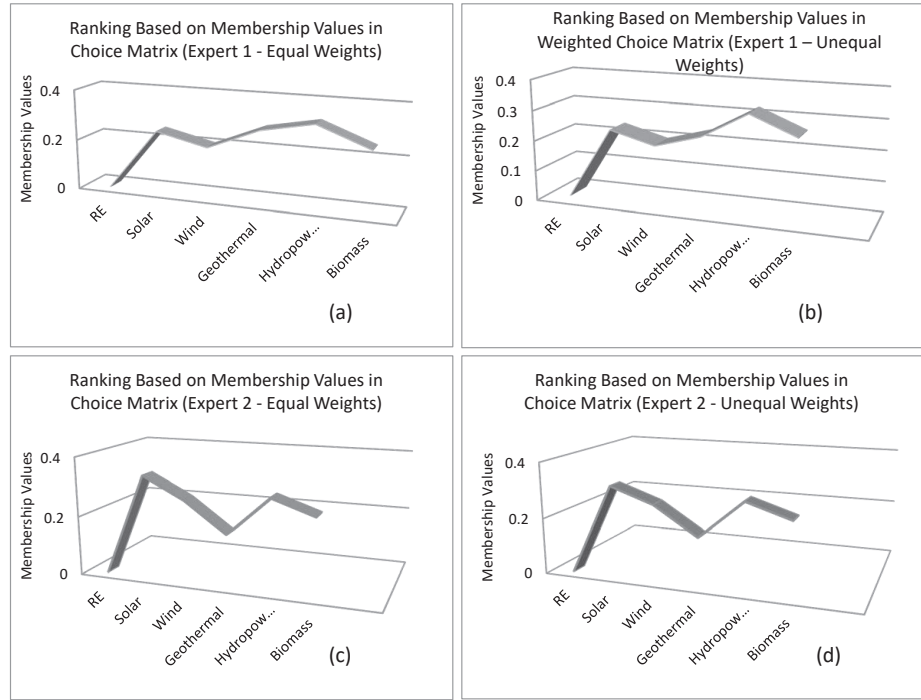 Ranking Based on Membership Values in
Choice Matrix (Expert 1 - Equal Weights)
Membership Values
0.4
0.2
0
RE
Solar
Wind
Geothermal
Hydropow...
Biomass
(a)
Ranking Based on Membership Values in
Weighted Choice Matrix (Expert 1 – Unequal
Weights)
Membership Values
0.4
0.3
0.2
0.1
0
RE
Solar
Wind
Geothermal
Hydropow...
Biomass
(b)
Ranking Based on Membership Values in
Choice Matrix (Expert 2 - Equal Weights)
Membership Values
0.4
0.2
0
RE
Solar
Wind
Geothermal
Hydropow...
Biomass
(c)
Ranking Based on Membership Values in
Choice Matrix (Expert 2 - Unequal Weights)
Membership Values
0.4
0.2
0
RE
Solar
Wind
Geothermal
Hydropow...
Biomass
(d)